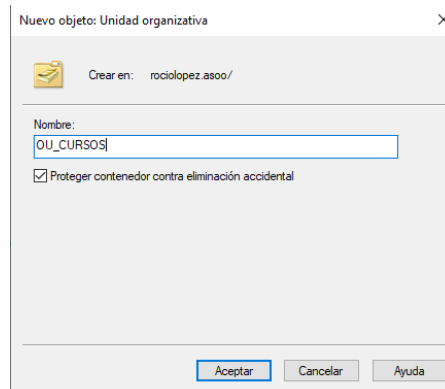 Nuevo objeto: Unidad organizativa
Crear en: rociolopez.asoo/
Nombre:
OU_CURSOS
Proteger contenedor contra eliminación accidental
Aceptar Cancelar Ayuda